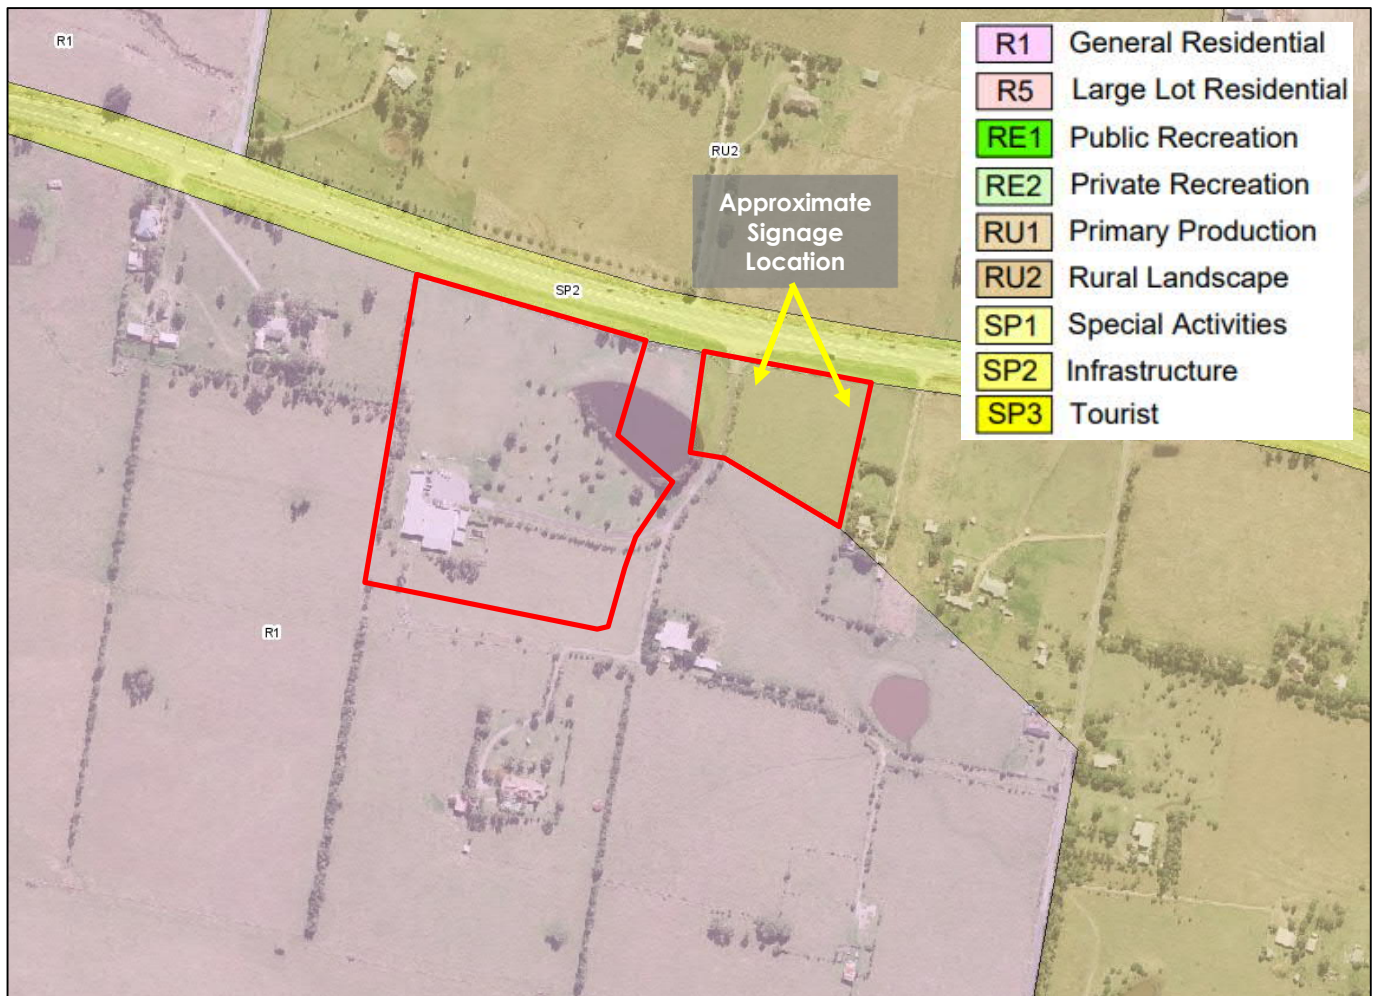 R1
RU2
Approximate
Signage
Location
SP2
R1
R1 General Residential
R5 Large Lot Residential
RE1 Public Recreation
RE2 Private Recreation
RU1 Primary Production
RU2 Rural Landscape
SP1 Special Activities
SP2 Infrastructure
SP3 Tourist